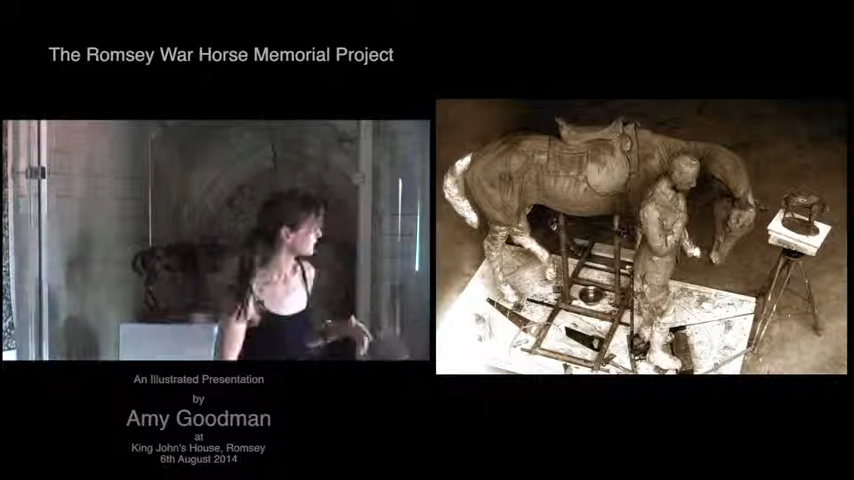 The Romsey War Horse Memorial Project
An Illustrated Presentation
by
Amy Goodman
at
King John's House, Romsey
6th August 2014